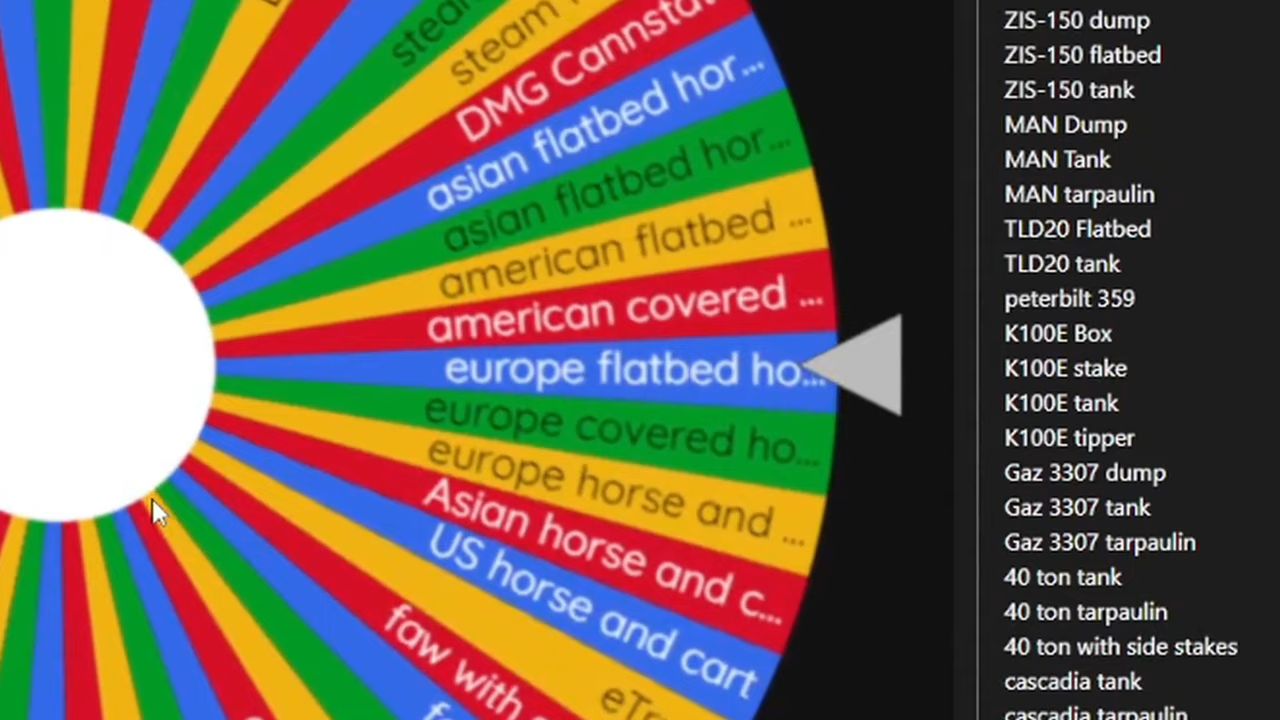 steam
DMG Cannstat
asian flatbed hor...
asian flatbed hor...
american flatbed ...
american covered ...
europe flatbed ho...
europe covered ho...
europe horse and ...
Asian horse and c...
US horse and cart
faw with
ZIS-150 dump
ZIS-150 flatbed
ZIS-150 tank
MAN Dump
MAN Tank
MAN tarpaulin
TLD20 Flatbed
TLD20 tank
peterbilt 359
K100E Box
K100E stake
K100E tank
K100E tipper
Gaz 3307 dump
Gaz 3307 tank
Gaz 3307 tarpaulin
40 ton tank
40 ton tarpaulin
40 ton with side stakes
cascadia tank
cascadia tarpaulin